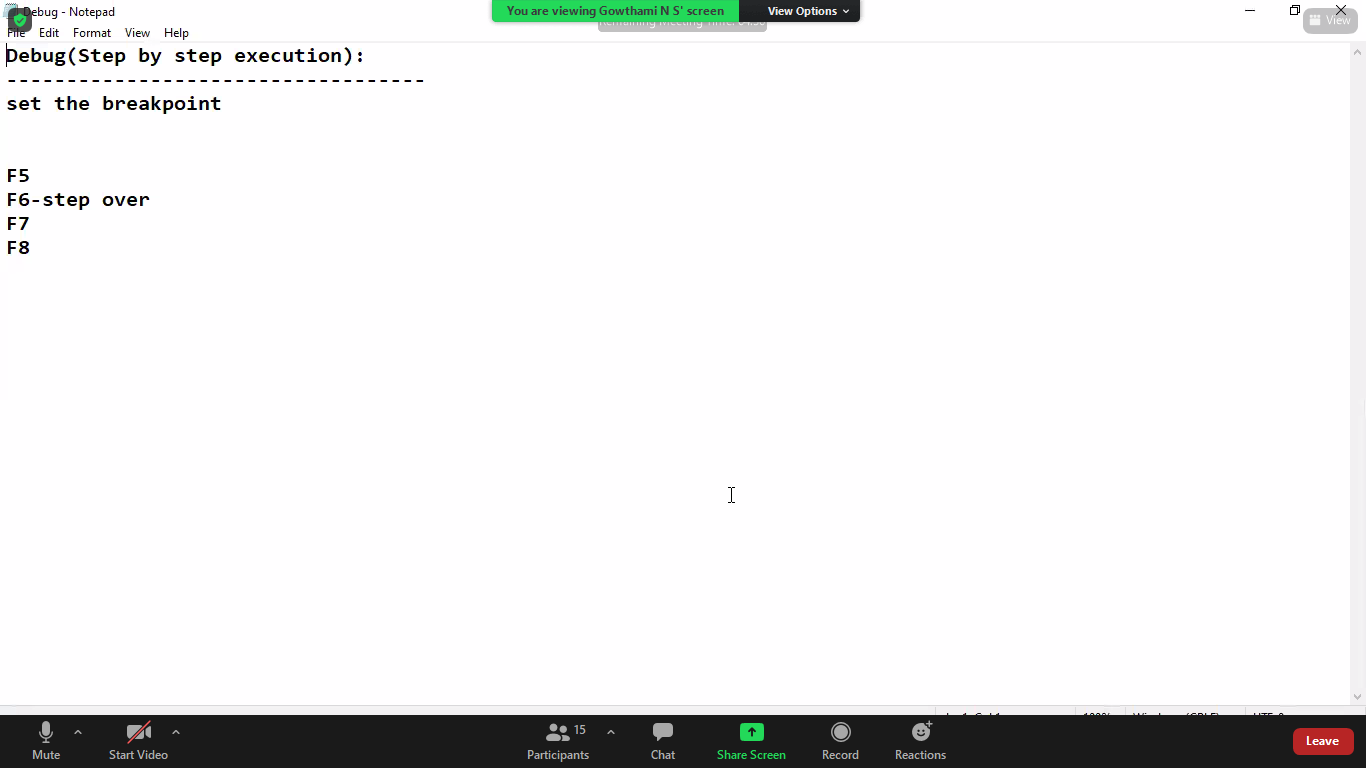 You are viewing Gowthami N S' screen
View Options
Debug - Notepad
Remaining Meeting Time:
View
File Edit Format View Help
Debug(Step by step execution):
-----------------------------------
set the breakpoint
F5
F6-step over
F7
F8
Mute
Start Video
Participants
15
Chat
Share Screen
Record
Reactions
Leave